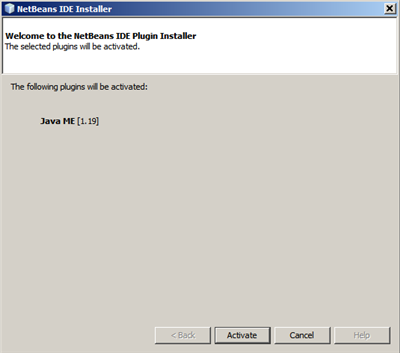 NetBeans IDE Installer
Welcome to the NetBeans IDE Plugin Installer
The selected plugins will be activated.
The following plugins will be activated:
Java ME [1.19]
< Back Activate Cancel Help